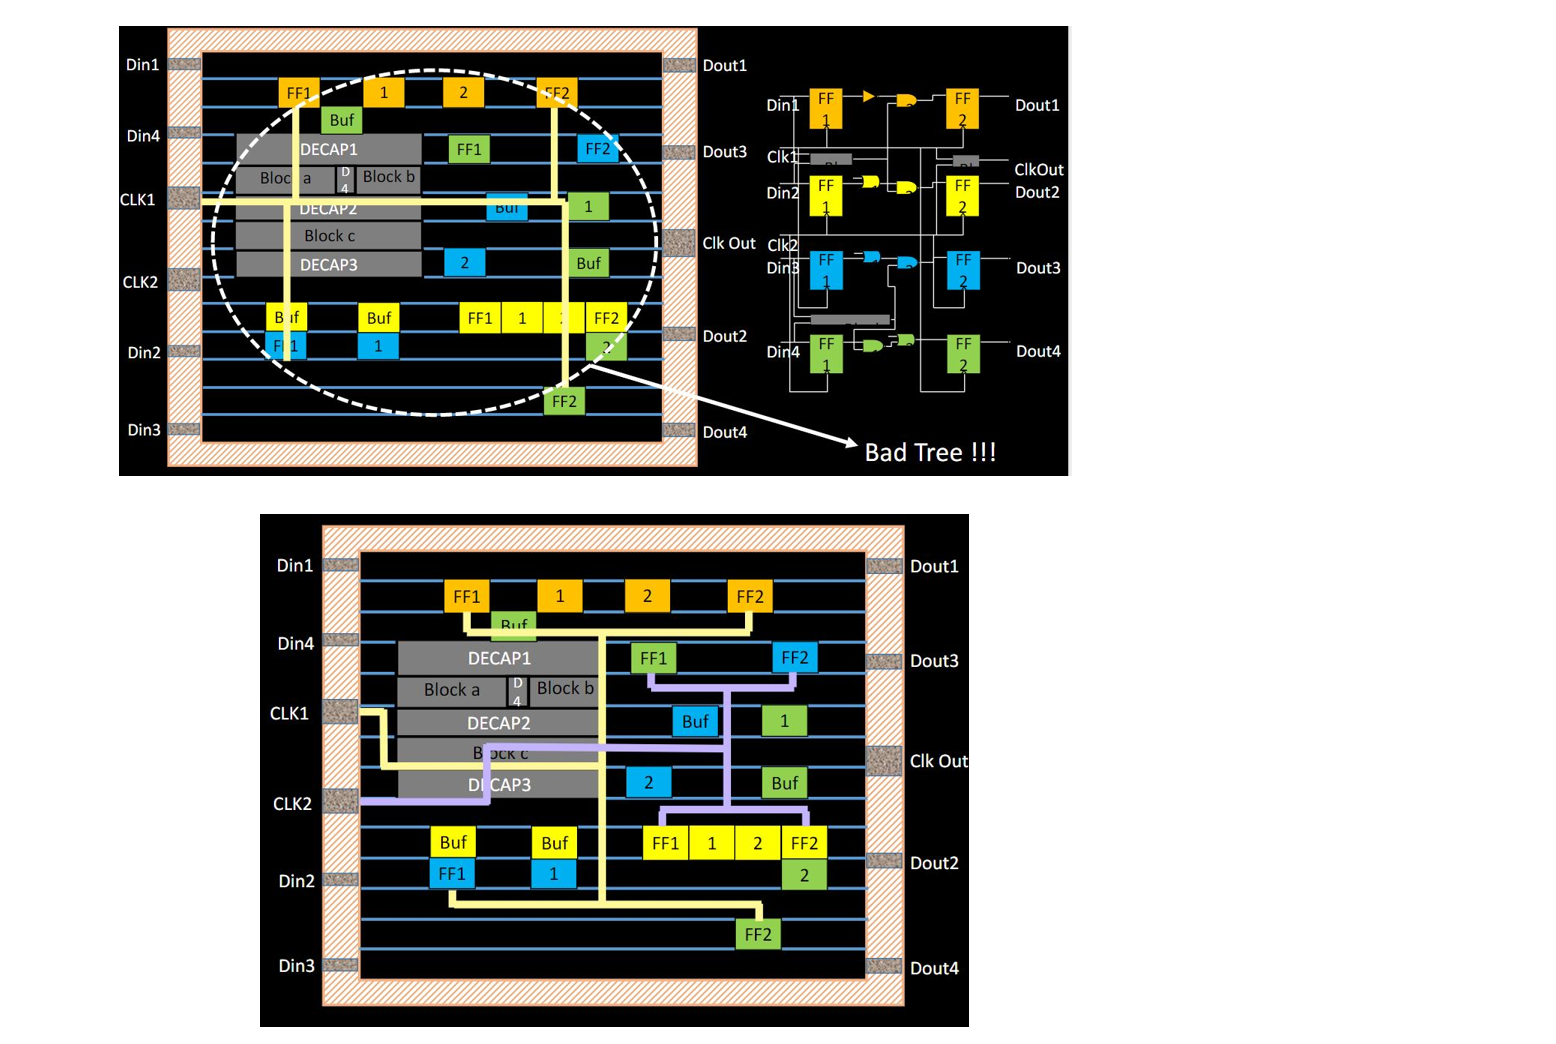 Din1
Dout1
FF1
1
2
FF2
Buf
Din4
DECAP1
FF1
FF2
Dout3
Block a
D
4
Block b
CLK1
DECAP2
Buf
1
Block c
Clk Out
DECAP3
2
Buf
CLK2
Buf
Buf
FF1
1
2
FF2
Dout2
Din2
FF1
1
2
FF2
Din3
Dout4
Din1
FF
1
FF
2
Dout1
Clk1
ClkOut
Din2
FF
1
FF
2
Dout2
Clk2
Din3
FF
1
FF
2
Dout3
Din4
FF
1
FF
2
Dout4
Bad Tree !!!
Din1
Dout1
FF1
1
2
FF2
Buf
Din4
DECAP1
FF1
FF2
Dout3
Block a
D
4
Block b
CLK1
DECAP2
Buf
1
Block c
Clk Out
DECAP3
2
Buf
CLK2
Buf
Buf
FF1
1
2
FF2
Dout2
Din2
FF1
1
2
FF2
Din3
Dout4